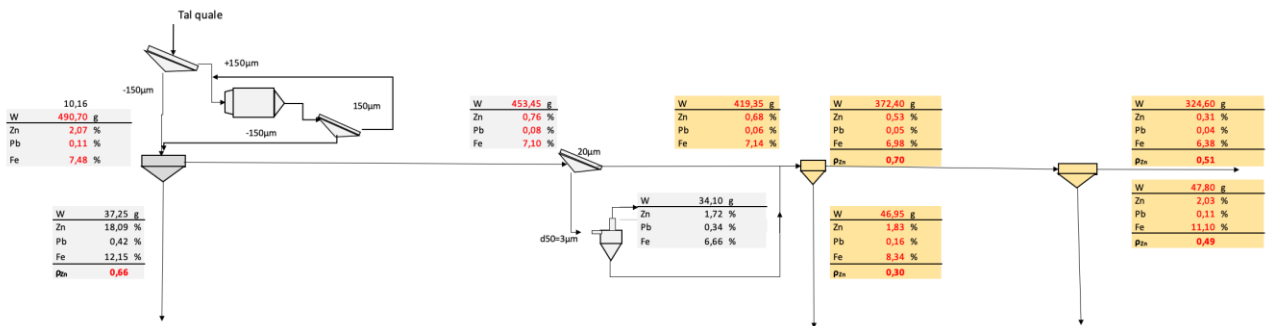 Tal quale
+150µm
-150µm
150µm
-150µm
10,16
W 490,70 g
Zn 2,07 %
Pb 0,11 %
Fe 7,48 %
W 37,25 g
Zn 18,09 %
Pb 0,42 %
Fe 12,15 %
ρZn 0,66
W 453,45 g
Zn 0,76 %
Pb 0,08 %
Fe 7,10 %
20µm
d50=3µm
W 34,10 g
Zn 1,72 %
Pb 0,34 %
Fe 6,66 %
W 419,35 g
Zn 0,68 %
Pb 0,06 %
Fe 7,14 %
W 372,40 g
Zn 0,53 %
Pb 0,05 %
Fe 6,98 %
ρZn 0,70
W 46,95 g
Zn 1,83 %
Pb 0,16 %
Fe 8,34 %
ρZn 0,30
W 324,60 g
Zn 0,31 %
Pb 0,04 %
Fe 6,38 %
ρZn 0,51
W 47,80 g
Zn 2,03 %
Pb 0,11 %
Fe 11,10 %
ρZn 0,49